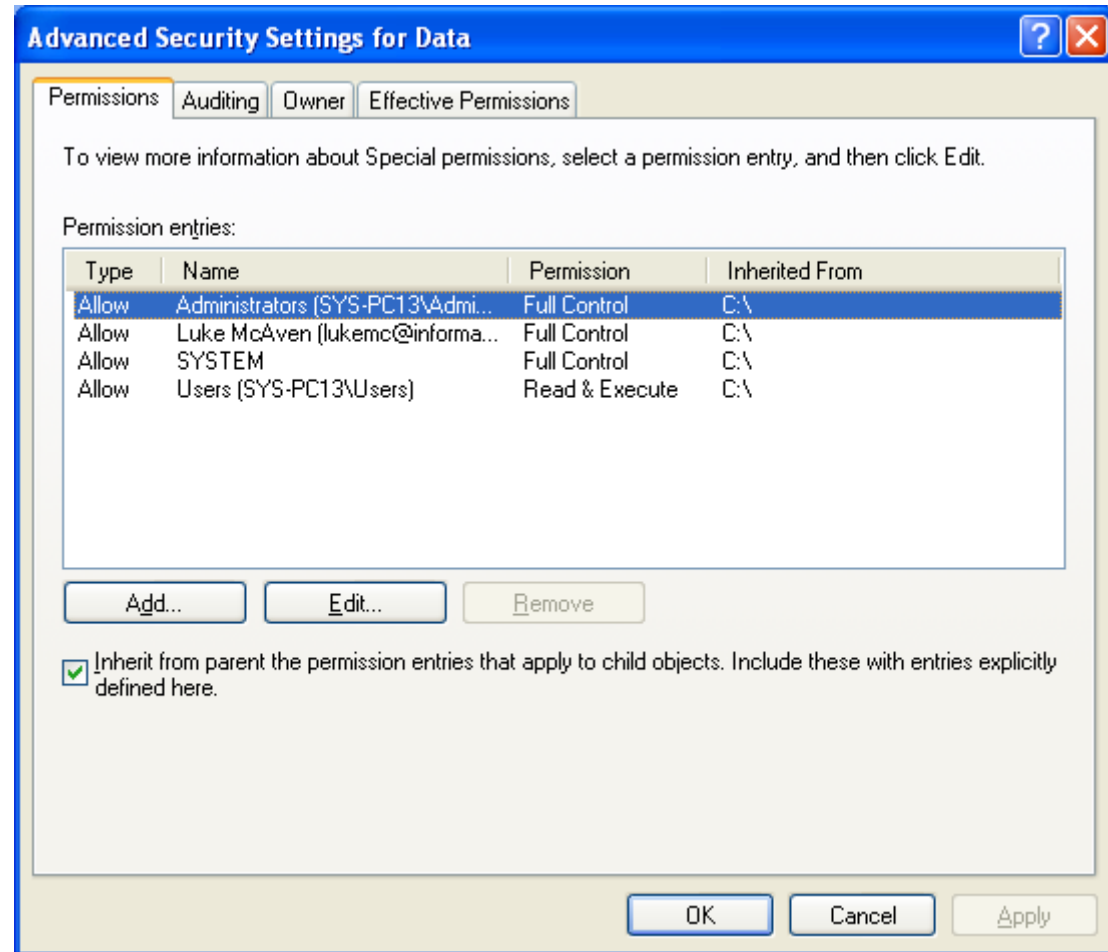 Advanced Security Settings for Data
Permissions Auditing Owner Effective Permissions
To view more information about Special permissions, select a permission entry, and then click Edit.
Permission entries:
Type Name Permission Inherited From
Allow Administrators (SYS-PC13\Admi... Full Control C:\
Allow Luke McAven (lukemc@informa... Full Control C:\
Allow SYSTEM Full Control C:\
Allow Users (SYS-PC13\Users) Read & Execute C:\
Add... Edit... Remove
Inherit from parent the permission entries that apply to child objects. Include these with entries explicitly
defined here.
OK Cancel Apply